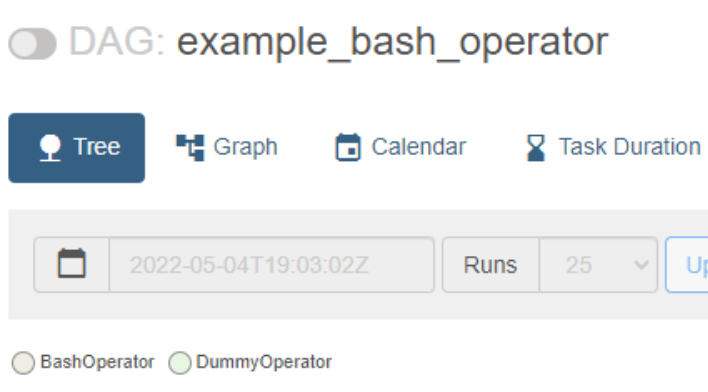 DAG: example_bash_operator
Tree Graph Calendar Task Duration
2022-05-04T19:03:02Z Runs 25
BashOperator DummyOperator